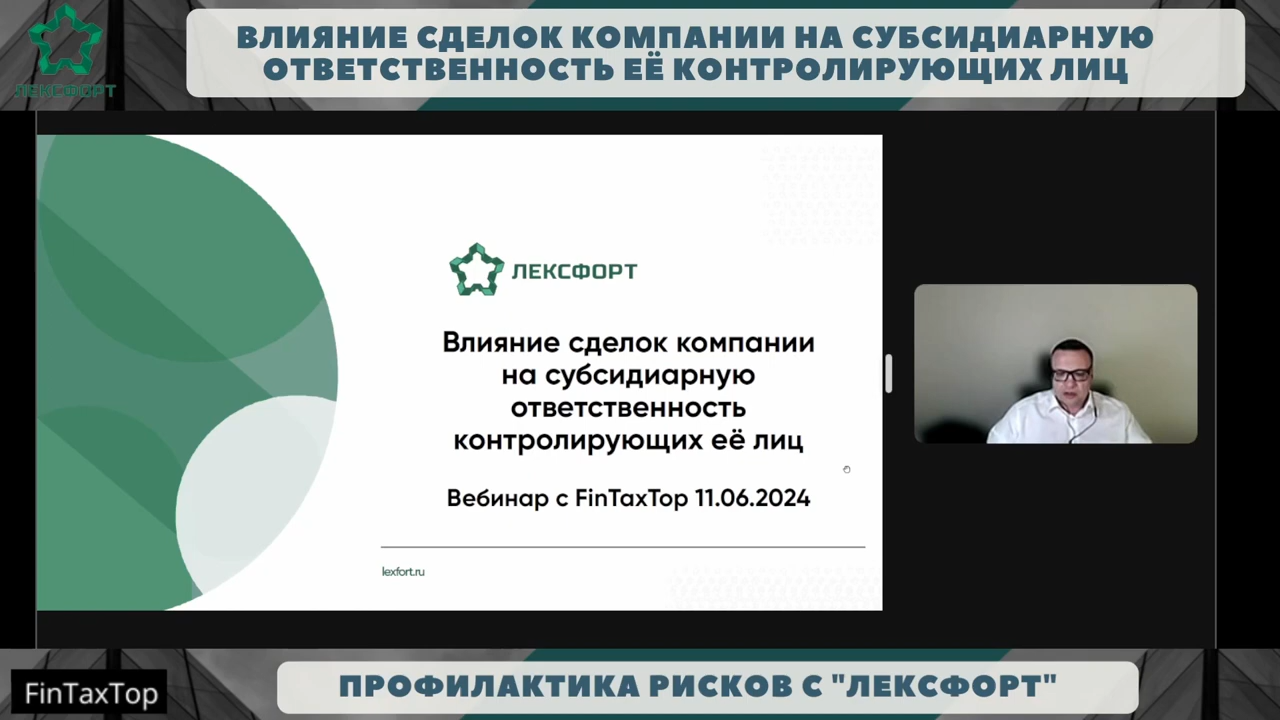 ВЛИЯНИЕ СДЕЛОК КОМПАНИИ НА СУБСИДИАРНУЮ
ОТВЕТСТВЕННОСТЬ ЕЁ КОНТРОЛИРУЮЩИХ ЛИЦ
ЛЕКСФОРТ
ЛЕКСФОРТ
Влияние сделок компании
на субсидиарную
ответственность
контролирующих её лиц
Вебинар с FinTaxTop 11.06.2024
lexfort.ru
FinTaxTop
ПРОФИЛАКТИКА РИСКОВ С "ЛЕКСФОРТ"